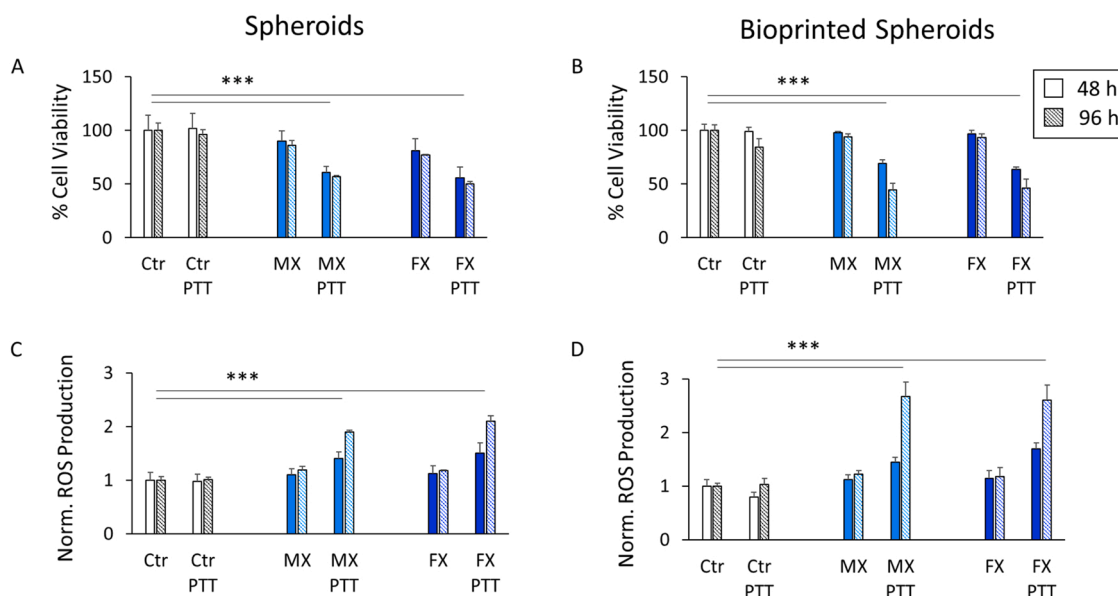 Spheroids
Bioprinted Spheroids
A
% Cell Viability
150
100
50
0
***
Ctr
Ctr
PTT
MX
MX
PTT
FX
FX
PTT
B
% Cell Viability
150
100
50
0
***
Ctr
Ctr
PTT
MX
MX
PTT
FX
FX
PTT
48 h
96 h
C
Norm. ROS Production
3
2
1
0
***
Ctr
Ctr
PTT
MX
MX
PTT
FX
FX
PTT
D
Norm. ROS Production
3
2
1
0
***
Ctr
Ctr
PTT
MX
MX
PTT
FX
FX
PTT